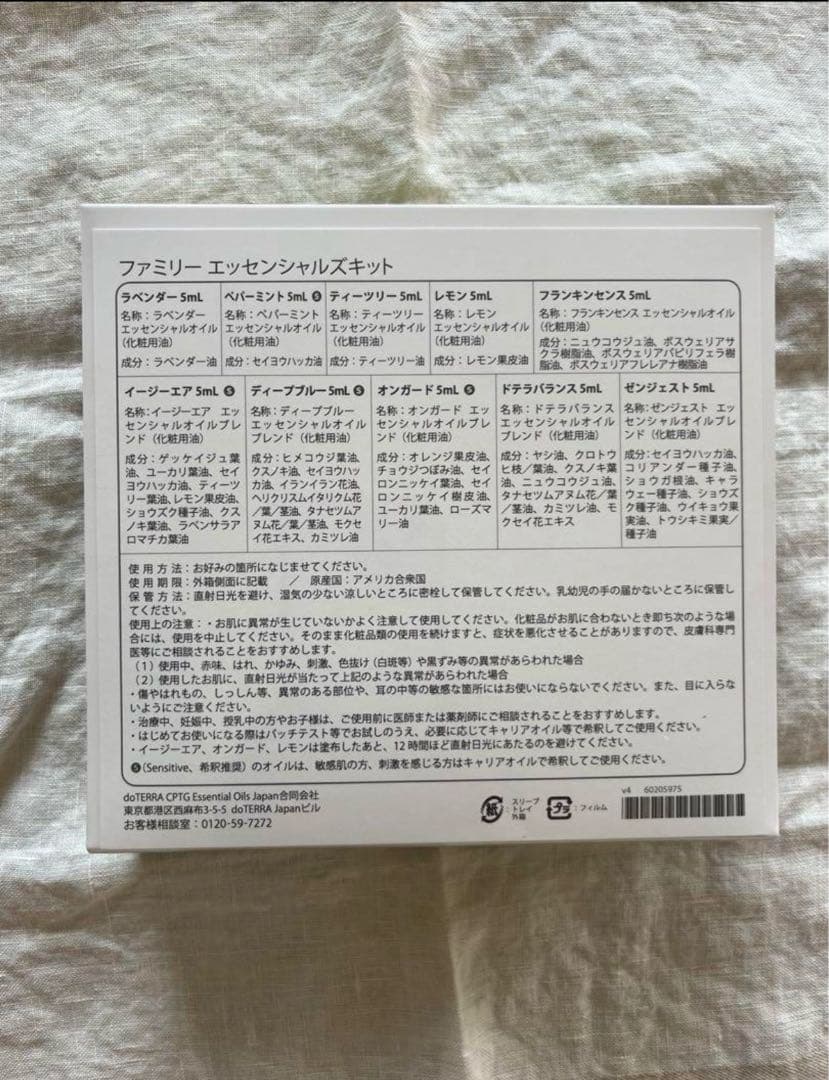 ファミリー エッセンシャルズキット
ラベンダー 5mL
名称：ラベンダー
エッセンシャルオイル
（化粧用油）
成分：ラベンダー油
ペパーミント 5mL S
名称：ペパーミント
エッセンシャルオイル
（化粧用油）
成分：セイヨウハッカ油
ティーツリー 5mL
名称：ティーツリー
エッセンシャルオイル
（化粧用油）
成分：ティーツリー油
レモン 5mL
名称：レモン
エッセンシャルオイル
（化粧用油）
成分：レモン果皮油
フランキンセンス 5mL
名称：フランキンセンス エッセンシャルオイル
（化粧用油）
成分：ニュウコウジュ油、ボスウェリアサ
クラ樹脂油、ボスウェリアパピリフェラ樹
脂油、ボスウェリアフレレアナ樹脂油
イージーエア 5mL S
名称：イージーエア エッ
センシャルオイルブレ
ンド（化粧用油）
成分：ゲッケイジュ葉
油、ユーカリ葉油、セイ
ヨウハッカ油、ティーツ
リー葉油、レモン果皮油、
ショウズク種子油、クス
ノキ葉油、ラベンサラア
ロマチカ葉油
ディープブルー 5mL S
名称：ディープブルー
エッセンシャルオイル
ブレンド（化粧用油）
成分：ヒメコウジ葉油、
クスノキ油、セイヨウハッ
カ油、イランイラン花油、
ヘリクリスムイタリクム花
／葉／茎油、タナセツム
アヌム花／葉／茎油、モクセ
イ花エキス、カミツレ油
オンガード 5mL S
名称：オンガード エッ
センシャルオイルブレ
ンド（化粧用油）
成分：オレンジ果皮油、
チョウジつぼみ油、セイ
ロンニッケイ葉油、セイ
ロンニッケイ樹皮油、
ユーカリ葉油、ローズマ
リー油
ドテラバランス 5mL
名称：ドテラバランス
エッセンシャルオイル
ブレンド（化粧用油）
成分：ヤシ油、クロトウ
ヒ枝／葉油、クスノキ葉
油、ニュウコウジュ油、
タナセツムアヌム花／葉
／茎油、カミツレ油、モ
クセイ花エキス
ゼンジェスト 5mL
名称：ゼンジェスト エッ
センシャルオイルブレ
ンド（化粧用油）
成分：セイヨウハッカ油、
コリアンダー種子油、
ショウガ根油、キャラ
ウェー種子油、ショウズ
ク種子油、ウイキョウ果
実油、トウシキミ果実／
種子油
使用方法：お好みの箇所になじませてください。
使用期限：外箱側面に記載 ／ 原産国：アメリカ合衆国
保管方法：直射日光を避け、湿気の少ない涼しいところに密栓して保管してください。乳幼児の手の届かないところに保管し
てください。
使用上の注意：・お肌に異常が生じていないかよく注意して使用してください。化粧品がお肌に合わないとき即ち次のような場
合には、使用を中止してください。そのまま化粧品類の使用を続けますと、症状を悪化させることがありますので、皮膚科専門
医等にご相談されることをおすすめします。
（1）使用中、赤味、はれ、かゆみ、刺激、色抜け（白斑等）や黒ずみ等の異常があらわれた場合
（2）使用したお肌に、直射日光が当たって上記のような異常があらわれた場合
・傷やはれもの、しっしん等、異常のある部位や、耳の中等の敏感な箇所にはお使いにならないでください。また、目に入らな
いようにご注意ください。
・治療中、妊娠中、授乳中の方やお子様は、ご使用前に医師または薬剤師にご相談されることをおすすめします。
・はじめてお使いになる際はパッチテスト等でお試しのうえ、必要に応じてキャリアオイル等で希釈してご使用ください。
・イージーエア、オンガード、レモンは塗布したあと、12 時間ほど直射日光にあたるのを避けてください。
S（Sensitive、希釈推奨）のオイルは、敏感肌の方、刺激を感じる方はキャリアオイルで希釈してご使用ください。
doTERRA CPTG Essential Oils Japan合同会社
東京都港区西麻布3-5-5 doTERRA Japanビル
お客様相談室：0120-59-7272
紙
：スリーブ
トレイ
外箱
プラ
：フィルム
v4 60205975